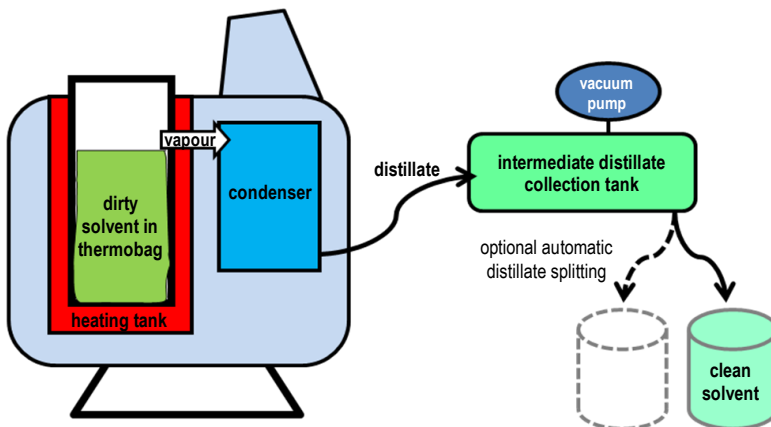 vacuum
pump
vapour
intermediate distillate
collection tank
distillate
condenser
dirty
solvent in
thermobag
optional automatic
distillate splitting
heating tank
clean
solvent